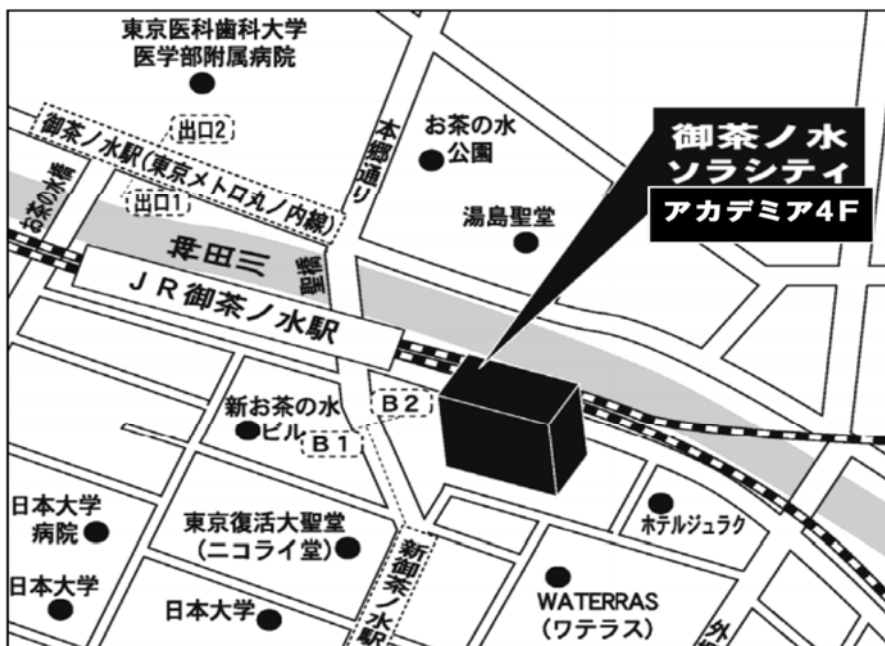 東京医科歯科大学
医学部附属病院
出口2
御茶ノ水駅(東京メトロ丸ノ内線)
出口1
お茶の水橋
本郷通り
お茶の水
公園
湯島聖堂
御茶ノ水
ソラシティ
アカデミア4F
神田川
聖橋
JR御茶ノ水駅
新お茶の水
ビル
B2
B1
日本大学
病院
東京復活大聖堂
(ニコライ堂)
新御茶ノ水駅
ホテルジュラク
日本大学
日本大学
WATERRAS
(ワテラス)
外